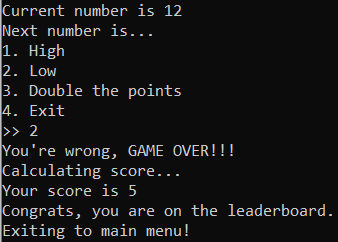 Current number is 12
Next number is...
1. High
2. Low
3. Double the points
4. Exit
>> 2
You're wrong, GAME OVER!!!
Calculating score...
Your score is 5
Congrats, you are on the leaderboard.
Exiting to main menu!